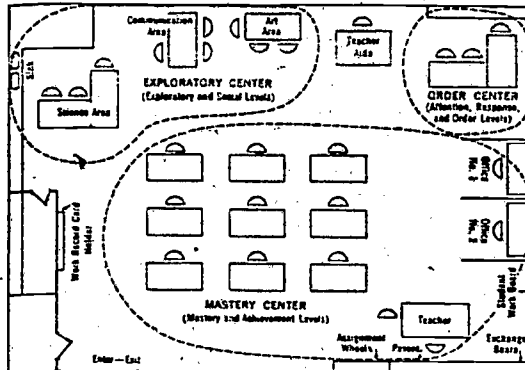 Communication
Area
Art
Area
Teacher
Aide
Sink
EXPLORATORY CENTER
(Exploratory and Social Levels)
Science Area
ORDER CENTER
(Attention, Response,
and Order Levels)
Office
No. 1
Office
No. 2
Work Record Card
Holder
MASTERY CENTER
(Mastery and Achievement Levels)
Student
Work Board
Teacher
Assignment
Wheels
Parent
Exchange
Board
Enter—Exit